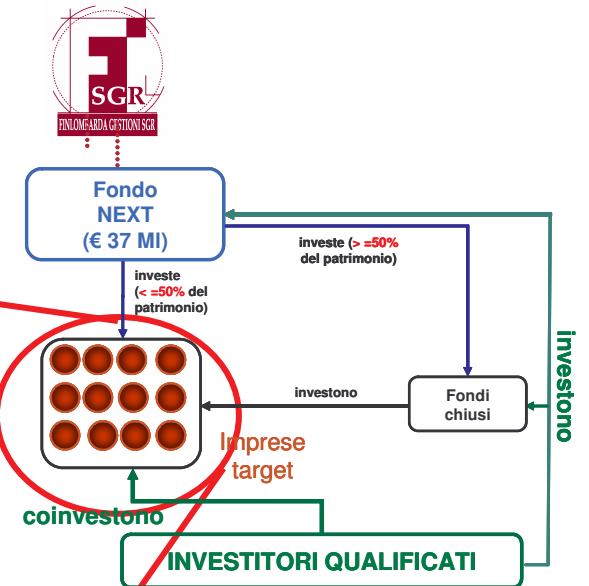 SGR
FINLOMBARDA GESTIONI SGR
Fondo
NEXT
(€ 37 Ml)
investe (> =50%
del patrimonio)
investe
(< =50% del
patrimonio)
investono
investono
Fondi
chiusi
Imprese
target
coinvestono
INVESTITORI QUALIFICATI